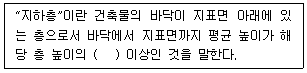 “지하층”이란 건축물의 바닥이 지표면 아래에 있
는 층으로서 바닥에서 지표면까지 평균 높이가 해
당 층 높이의 (  ) 이상인 것을 말한다.